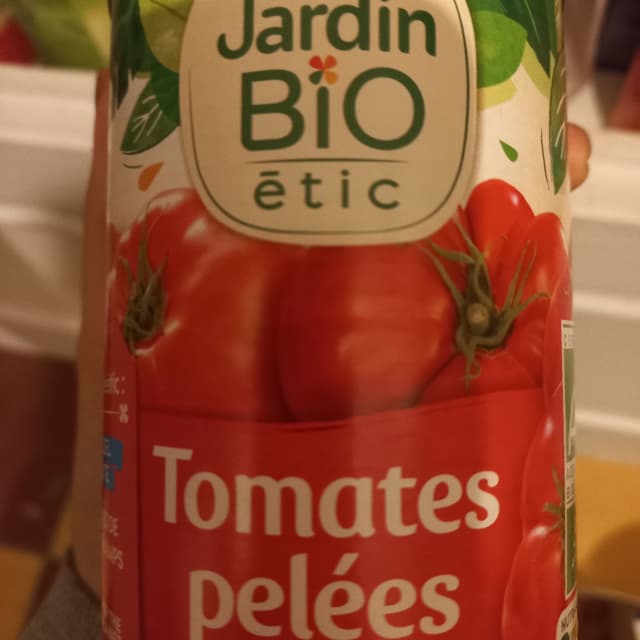 Jardin
BiO
ētic
Tomates
pelées